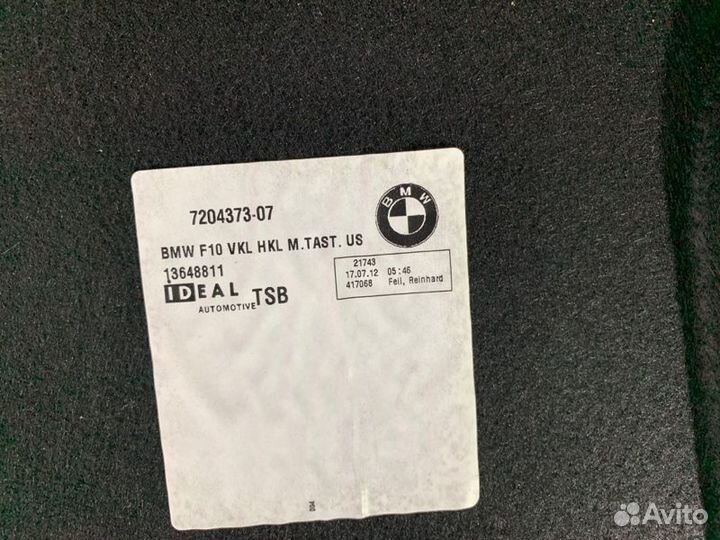 7204373-07
BMW
BMW F10 VKL HKL M.TAST. US
13648811
IDEAL
AUTOMOTIVE TSB
21743
17.07.12 05:46
417068 Feil, Reinhard
004
Avito